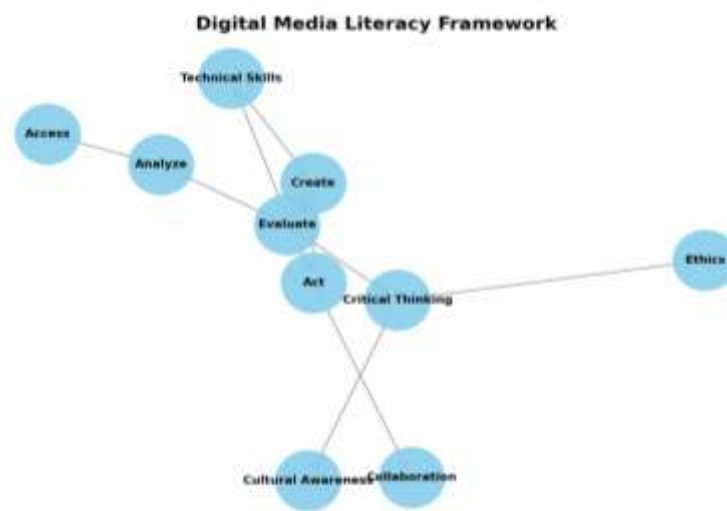 Digital Media Literacy Framework
Technical Skills
Access
Analyze
Create
Evaluate
Ethics
Act
Critical Thinking
Cultural Awareness
Collaboration